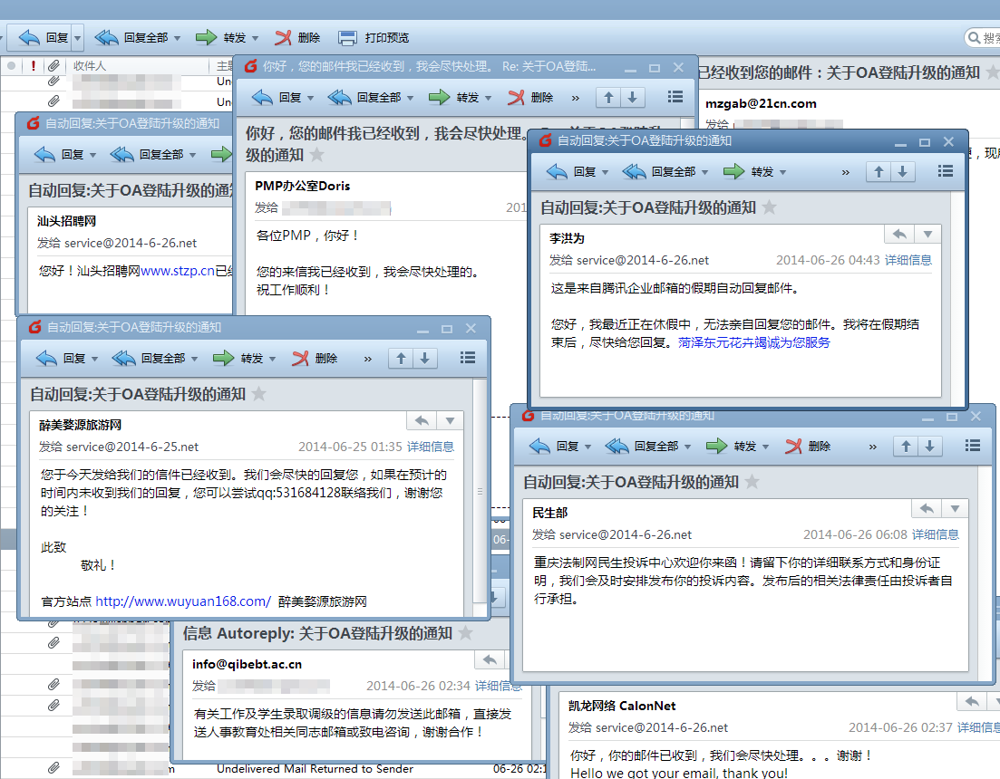 回复 回复全部 转发 删除 打印预览
搜索
! 收件人
你好，您的邮件我已经收到，我会尽快处理。 Re: 关于OA登陆...
回复 回复全部 转发 删除 »
你好，您的邮件我已经收到，我会尽快处理。
级的通知
PMP办公室Doris
发给
201
各位PMP，你好！
您的来信我已经收到，我会尽快处理的。
祝工作顺利！
已经收到您的邮件：关于OA登陆升级的通知
mzgab@21cn.com
发给
自动回复:关于OA登陆升级的通知
回复 回复全部
自动回复:关于OA登陆升级的通知
汕头招聘网
发给 service@2014-6-26.net
您好！汕头招聘网www.stzp.cn已
自动回复:关于OA登陆升级的通知
回复 回复全部 转发 »
自动回复:关于OA登陆升级的通知
李洪为
发给 service@2014-6-26.net 2014-06-26 04:43 详细信息
这是来自腾讯企业邮箱的假期自动回复邮件。
您好，我最近正在休假中，无法亲自回复您的邮件。我将在假期结
束后，尽快给您回复。菏泽东元花卉竭诚为您服务
自动回复:关于OA登陆升级的通知
回复 回复全部 转发 删除 »
自动回复:关于OA登陆升级的通知
醉美婺源旅游网
发给 service@2014-6-25.net 2014-06-25 01:35 详细信息
您于今天发给我们的信件已经收到。我们会尽快的回复您，如果在预计的
时间内未收到我们的回复，您可以尝试qq:531684128联络我们，谢谢您
的关注！
此致
敬礼！
官方站点 http://www.wuyuan168.com/ 醉美婺源旅游网
自动回复:关于OA登陆升级的通知
回复 回复全部 转发 删除 »
自动回复:关于OA登陆升级的通知
民生部
发给 service@2014-6-26.net 2014-06-26 06:08 详细信息
重庆法制网民生投诉中心欢迎你来函！请留下你的详细联系方式和身份证
明，我们会及时安排发布你的投诉内容。发布后的相关法律责任由投诉者自
行承担。
06-
信息 Autoreply: 关于OA登陆升级的通知
info@qibebt.ac.cn
发给 2014-06-26 02:34 详细信息
有关工作及学生录取调级的信息请勿发送此邮箱，直接发
送人事教育处相关同志邮箱或致电咨询，谢谢合作！
凯龙网络 CalonNet
发给 service@2014-6-26.net 2014-06-26 02:37 详细信息
你好，你的邮件已收到，我们会尽快处理。。。谢谢！
Hello we got your email, thank you!
Undelivered Mail Returned to Sender 06-26 02:1